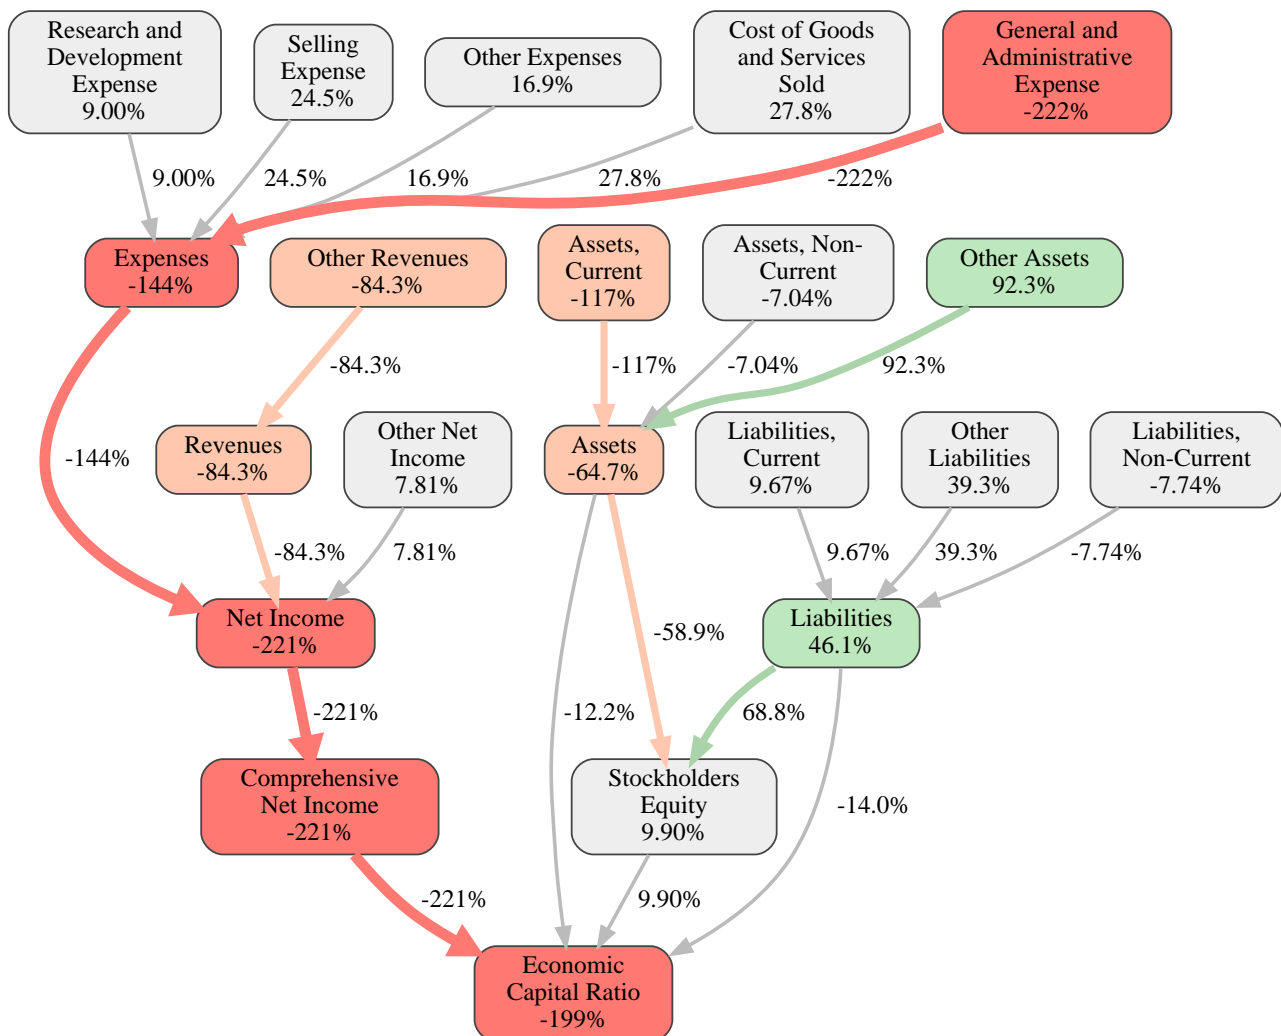 Research and
Development
Expense
9.00%
Selling
Expense
24.5%
Other Expenses
16.9%
Cost of Goods
and Services
Sold
27.8%
General and
Administrative
Expense
-222%
9.00%
24.5%
16.9%
27.8%
-222%
Expenses
-144%
Other Revenues
-84.3%
Assets,
Current
-117%
Assets, Non-
Current
-7.04%
Other Assets
92.3%
-84.3%
-117%
-7.04%
92.3%
-144%
Revenues
-84.3%
Other Net
Income
7.81%
Assets
-64.7%
Liabilities,
Current
9.67%
Other
Liabilities
39.3%
Liabilities,
Non-Current
-7.74%
-84.3%
7.81%
9.67%
39.3%
-7.74%
Net Income
-221%
-58.9%
Liabilities
46.1%
-221%
-12.2%
68.8%
Comprehensive
Net Income
-221%
Stockholders
Equity
9.90%
-14.0%
-221%
9.90%
Economic
Capital Ratio
-199%